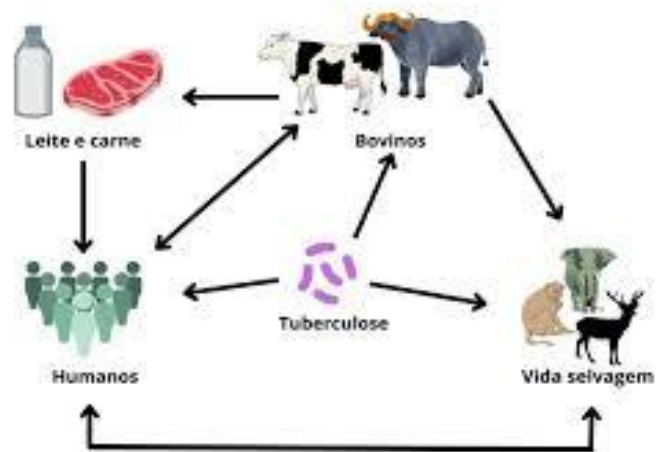 Leite e carne
Bovinos
Tuberculose
Humanos
Vida selvagem